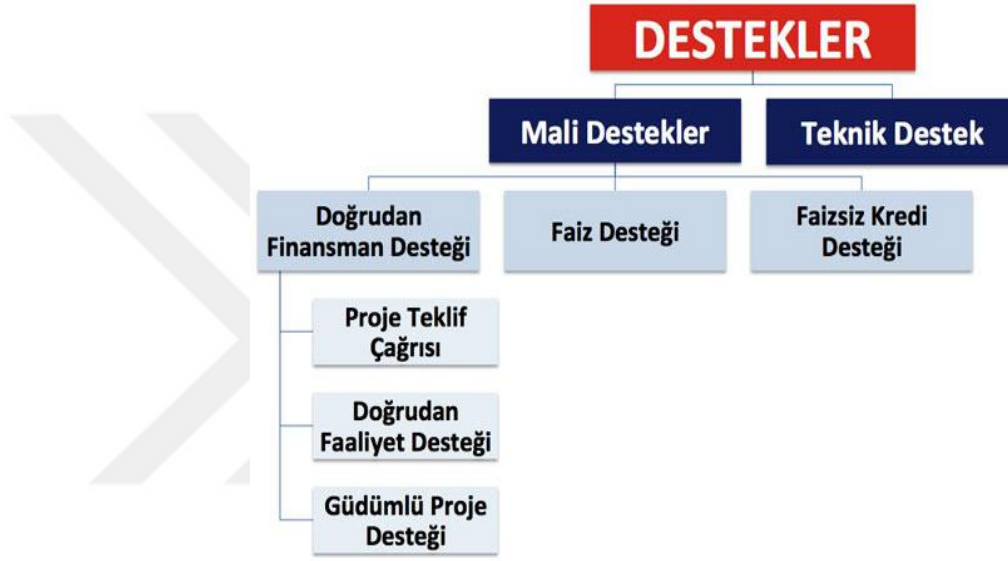 DESTEKLER
Mali Destekler
Teknik Destek
Doğrudan
Finansman Desteği
Faiz Desteği
Faizsiz Kredi
Desteği
Proje Teklif
Çağrısı
Doğrudan
Faaliyet Desteği
Güdümlü Proje
Desteği